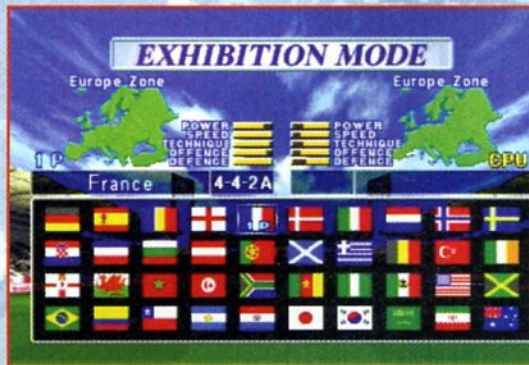 EXHIBITION MODE
Europe Zone Europe Zone
POWER POWER
SPEED SPEED
TECHNIQUE TECHNIQUE
OFFENCE OFFENCE
DEFENCE DEFENCE
1P CPU
France 4-4-2A
1P